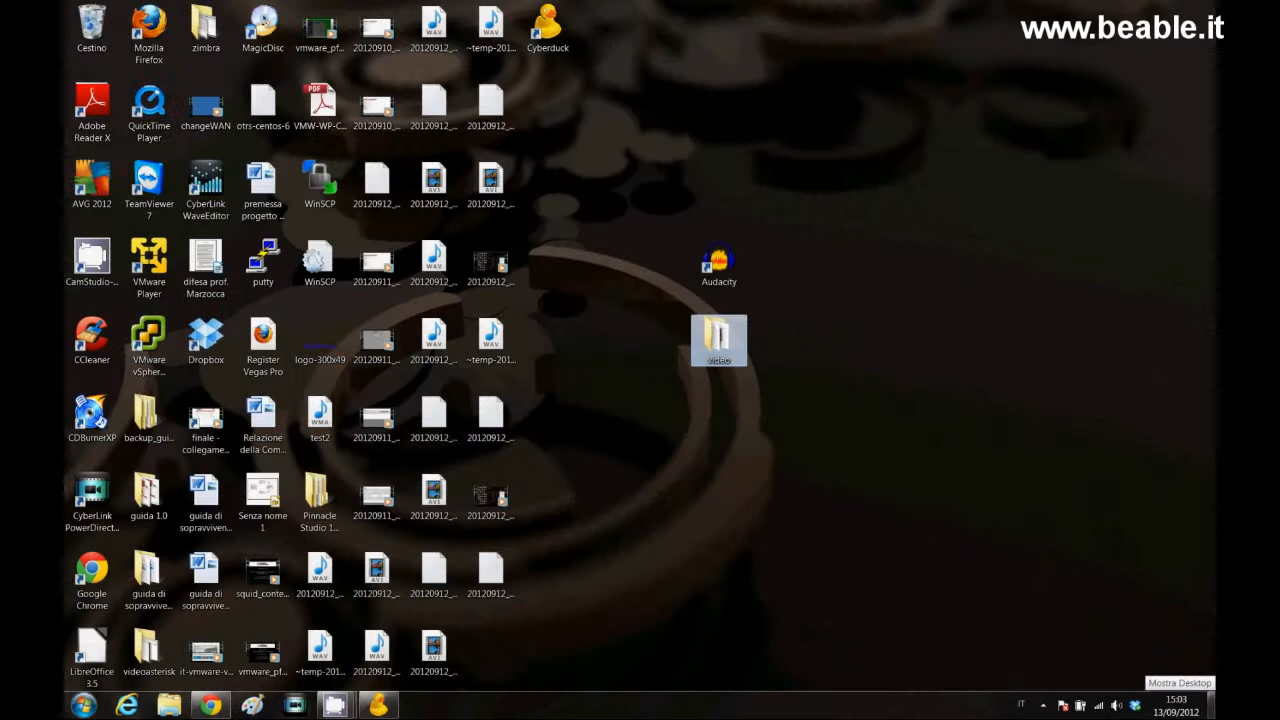 www.beable.it
Cestino
Mozilla
Firefox
zimbra
MagicDisc
vmware_pf...
20120910_...
20120912_...
~temp-201...
Cyberduck
Adobe
Reader X
QuickTime
Player
changeWAN
otrs-centos-6
VMW-WP-C...
20120910_...
20120912_...
20120912_...
AVG 2012
TeamViewer
7
CyberLink
WaveEditor
premessa
progetto ...
WinSCP
20120912_...
20120912_...
20120912_...
CamStudio-...
VMware
Player
difesa prof.
Marzocca
putty
WinSCP
20120911_...
20120912_...
20120912_...
Audacity
CCleaner
VMware
vSpher...
Dropbox
Register
Vegas Pro
logo-300x49
20120911_...
20120912_...
~temp-201...
video
CDBurnerXP
backup_gui...
finale -
collegame...
Relazione
della Com...
test2
20120911_...
20120912_...
20120912_...
CyberLink
PowerDirect...
guida 1.0
guida di
sopravviven...
Senza nome
1
Pinnacle
Studio 1...
20120911_...
20120912_...
20120912_...
Google
Chrome
guida di
sopravvive...
guida di
sopravvive...
squid_conte...
20120912_...
20120912_...
20120912_...
20120912_...
LibreOffice
3.5
videoasterisk
it-vmware-v...
vmware_pf...
~temp-201...
20120912_...
20120912_...
Mostra Desktop
IT
15:03
13/09/2012